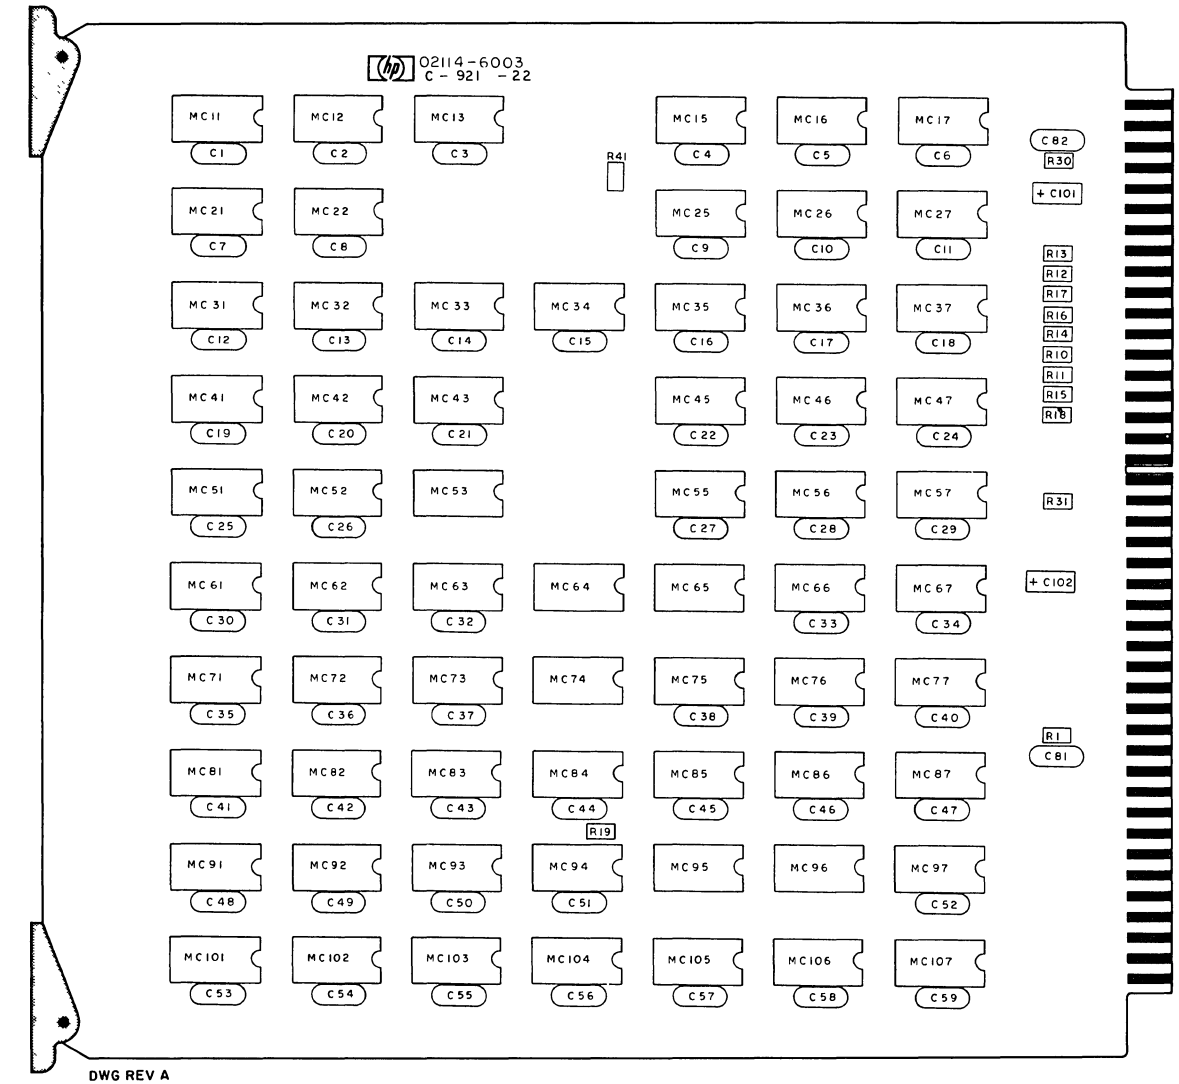 hp 02114-6003
C-921 -22
MC11 MC12 MC13 MC15 MC16 MC17
C1 C2 C3 C4 C5 C6
C82
R41 R30
+ C101
MC21 MC22 MC25 MC26 MC27
C7 C8 C9 C10 C11
R13
R12
R17
MC31 MC32 MC33 MC34 MC35 MC36 MC37
R16
R14
C12 C13 C14 C15 C16 C17 C18
R10
R11
R15
MC41 MC42 MC43 MC45 MC46 MC47
R18
C19 C20 C21 C22 C23 C24
MC51 MC52 MC53 MC55 MC56 MC57
R31
C25 C26 C27 C28 C29
+ C102
MC61 MC62 MC63 MC64 MC65 MC66 MC67
C30 C31 C32 C33 C34
MC71 MC72 MC73 MC74 MC75 MC76 MC77
C35 C36 C37 C38 C39 C40
R1
C81
MC81 MC82 MC83 MC84 MC85 MC86 MC87
C41 C42 C43 C44 C45 C46 C47
R19
MC91 MC92 MC93 MC94 MC95 MC96 MC97
C48 C49 C50 C51 C52
MC101 MC102 MC103 MC104 MC105 MC106 MC107
C53 C54 C55 C56 C57 C58 C59
DWG REV A